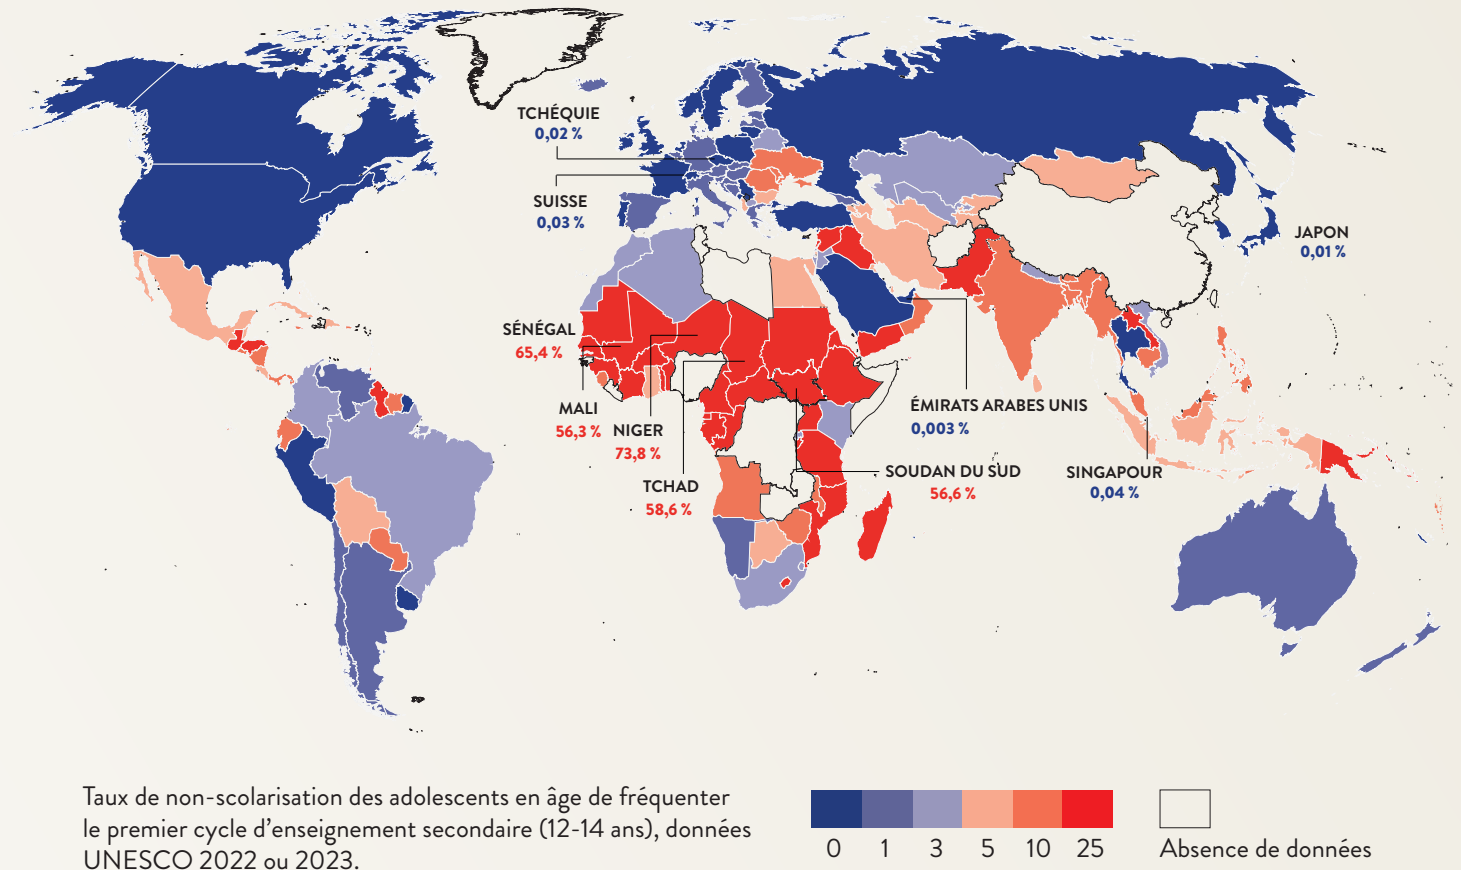 TCHÉQUIE
0,02 %
SUISSE
0,03 %
JAPON
0,01 %
SÉNÉGAL
65,4 %
MALI
56,3 %
NIGER
73,8 %
TCHAD
58,6 %
ÉMIRATS ARABES UNIS
0,003 %
SOUDAN DU SUD
56,6 %
SINGAPOUR
0,04 %
Taux de non-scolarisation des adolescents en âge de fréquenter
le premier cycle d’enseignement secondaire (12-14 ans), données
UNESCO 2022 ou 2023.
0 1 3 5 10 25
Absence de données